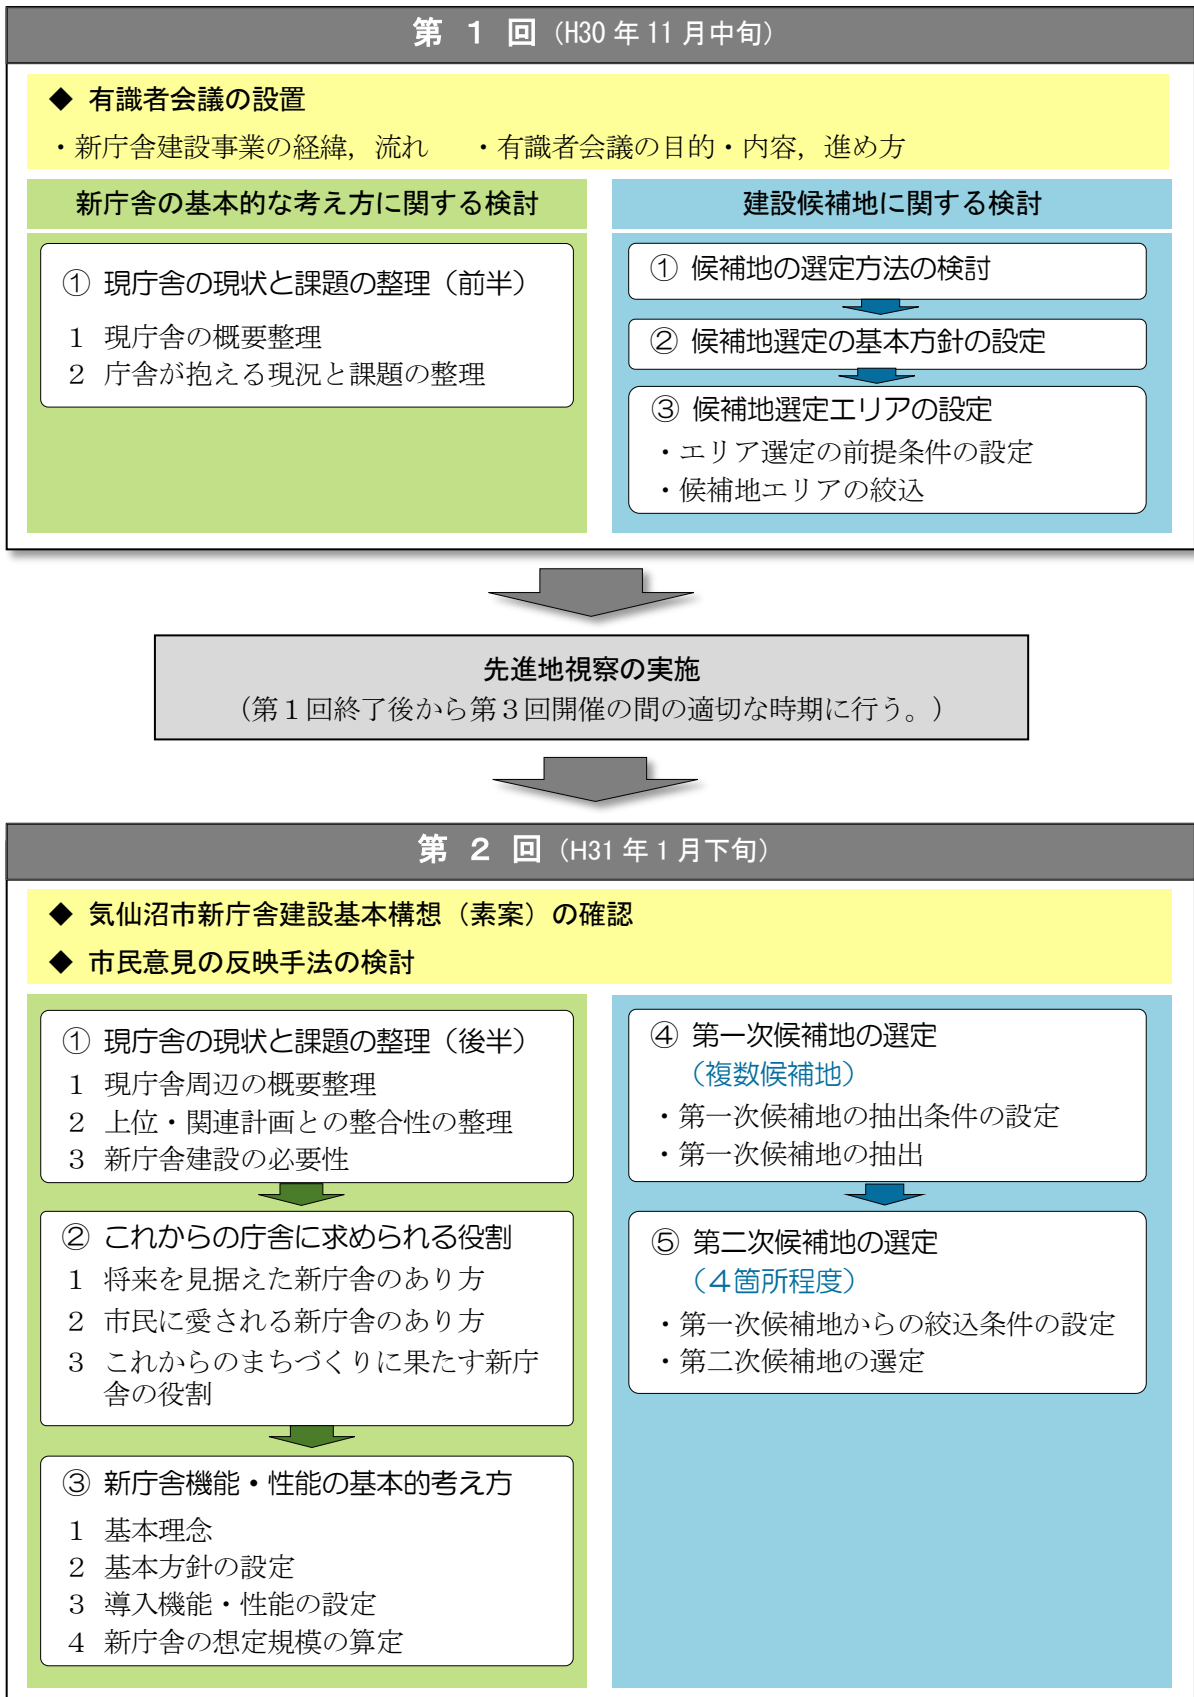 第 1 回（H30年11月中旬）
◆ 有識者会議の設置
・新庁舎建設事業の経緯，流れ　・有識者会議の目的・内容，進め方
新庁舎の基本的な考え方に関する検討
① 現庁舎の現状と課題の整理（前半）
1 現庁舎の概要整理
2 庁舎が抱える現況と課題の整理
建設候補地に関する検討
① 候補地の選定方法の検討
② 候補地選定の基本方針の設定
③ 候補地選定エリアの設定
・エリア選定の前提条件の設定
・候補地エリアの絞込
先進地視察の実施
（第１回終了後から第３回開催の間の適切な時期に行う。）
第 2 回（H31年1月下旬）
◆ 気仙沼市新庁舎建設基本構想（素案）の確認
◆ 市民意見の反映手法の検討
① 現庁舎の現状と課題の整理（後半）
1 現庁舎周辺の概要整理
2 上位・関連計画との整合性の整理
3 新庁舎建設の必要性
② これからの庁舎に求められる役割
1 将来を見据えた新庁舎のあり方
2 市民に愛される新庁舎のあり方
3 これからのまちづくりに果たす新庁
舎の役割
③ 新庁舎機能・性能の基本的考え方
1 基本理念
2 基本方針の設定
3 導入機能・性能の設定
4 新庁舎の想定規模の算定
④ 第一次候補地の選定
（複数候補地）
・第一次候補地の抽出条件の設定
・第一次候補地の抽出
⑤ 第二次候補地の選定
（４箇所程度）
・第一次候補地からの絞込条件の設定
・第二次候補地の選定